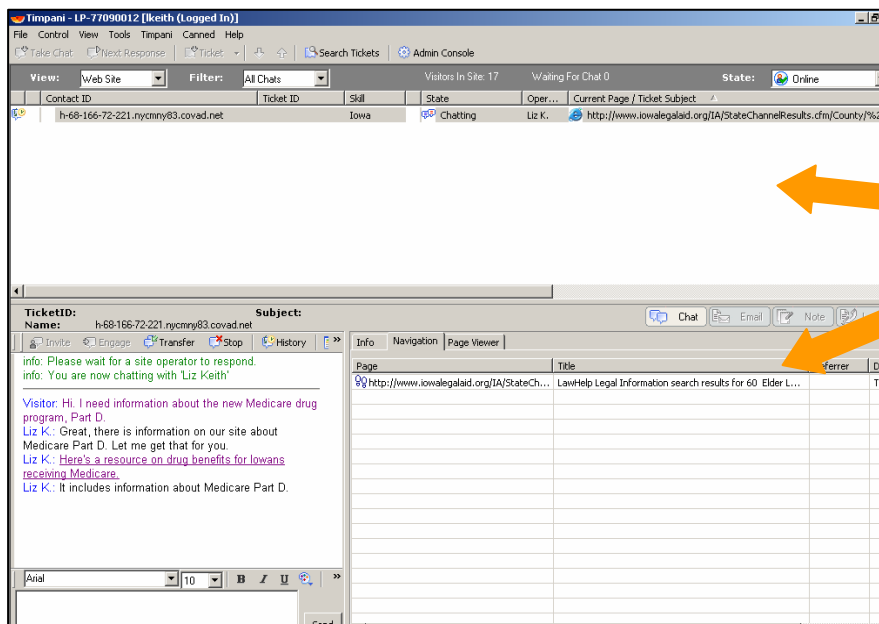 Timpani - LP-77090012 [lkeith (Logged In)]
File Control View Tools Timpani Canned Help
Take Chat Next Response Ticket Search Tickets Admin Console
View: Web Site Filter: All Chats Visitors In Site: 17 Waiting For Chat 0 State: Online
Contact ID Ticket ID Skill State Oper... Current Page / Ticket Subject
h-68-166-72-221.nycmny83.covad.net Iowa Chatting Liz K. http://www.iowalegalaid.org/IA/StateChannelResults.cfm/County/%2
TicketID: Subject:
Name: h-68-166-72-221.nycmny83.covad.net
Chat Email Note
Invite Engage Transfer Stop History »
Info Navigation Page Viewer
Page Title eferrer D
http://www.iowalegalaid.org/IA/StateCh... LawHelp Legal Information search results for 60 Elder L... T
info: Please wait for a site operator to respond.
info: You are now chatting with 'Liz Keith'
Visitor: Hi. I need information about the new Medicare drug
program, Part D.
Liz K.: Great, there is information on our site about
Medicare Part D. Let me get that for you.
Liz K.: Here's a resource on drug benefits for Iowans
receiving Medicare.
Liz K.: It includes information about Medicare Part D.
Arial 10 B I U »
Send